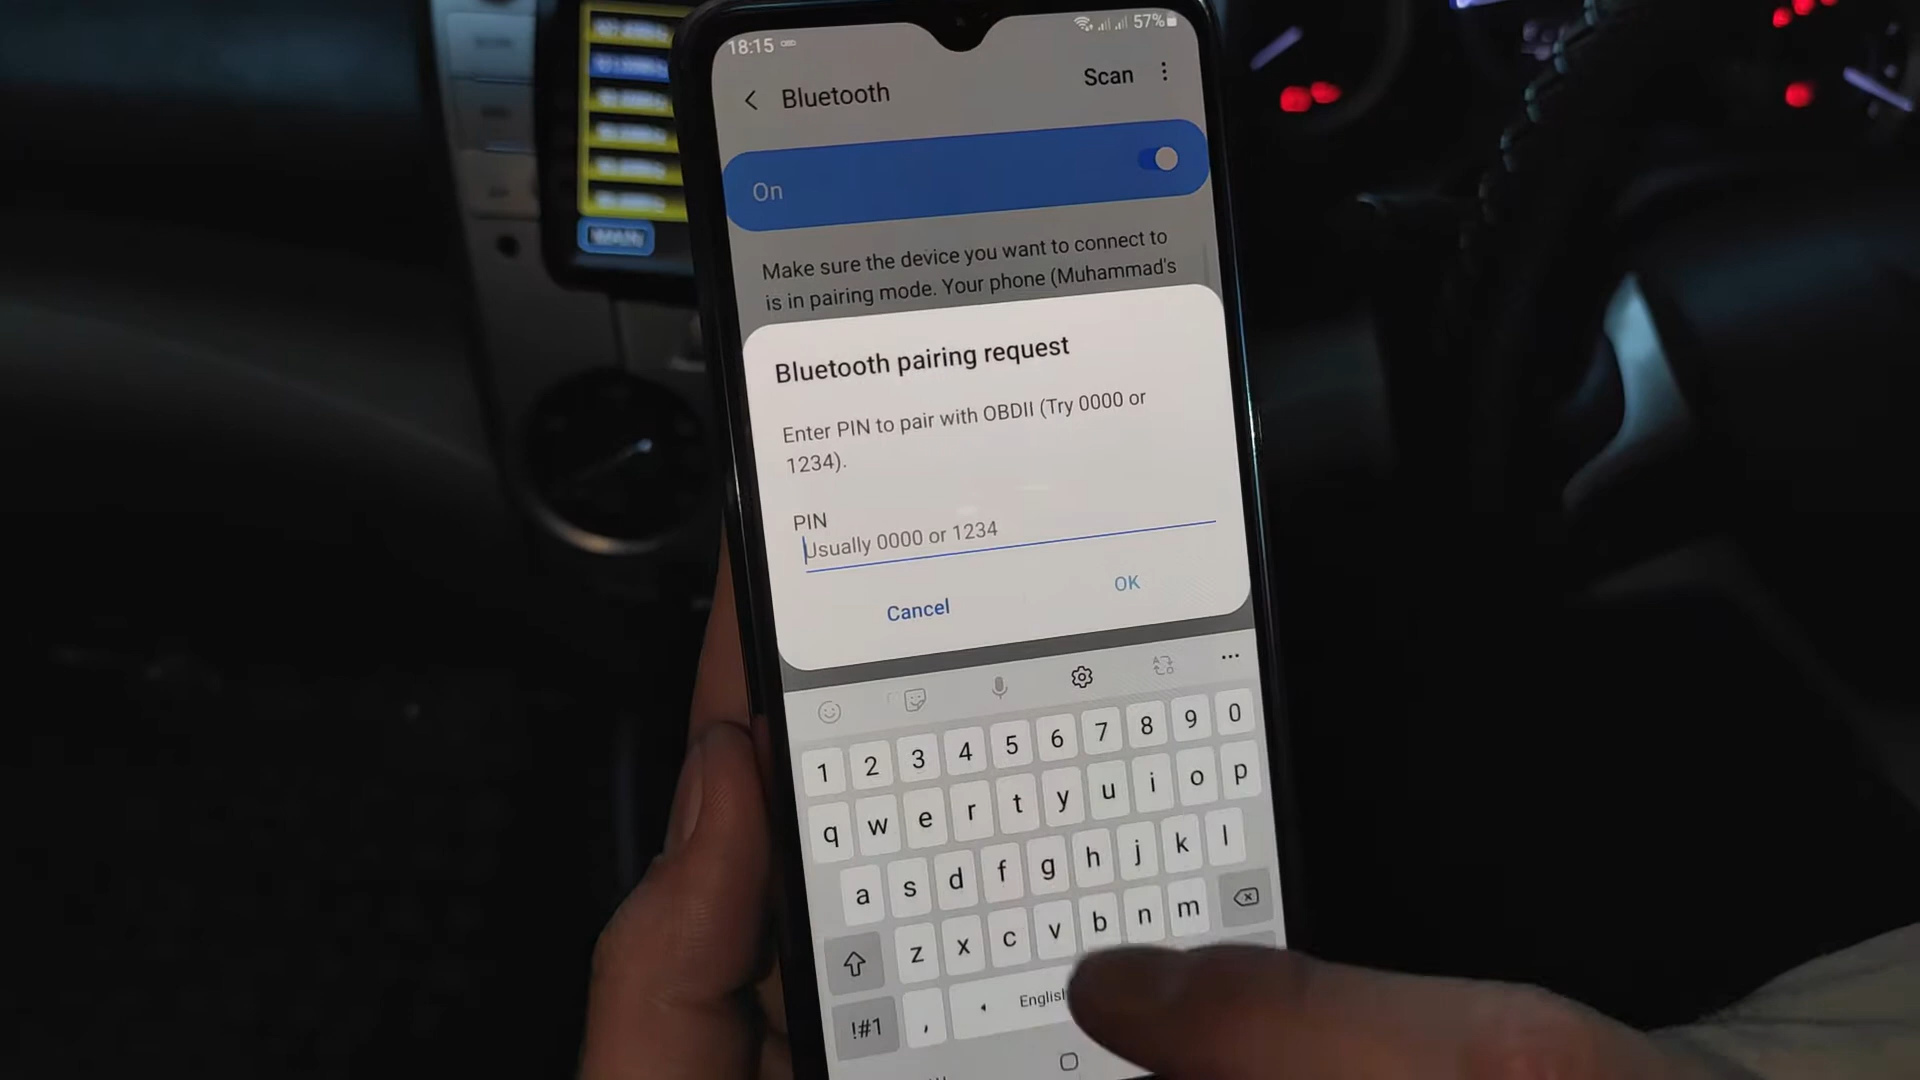 18:15
57%
Bluetooth
Scan
On
Make sure the device you want to connect to
is in pairing mode. Your phone (Muhammad's
Bluetooth pairing request
Enter PIN to pair with OBDII (Try 0000 or
1234).
PIN
Usually 0000 or 1234
Cancel
OK
1 2 3 4 5 6 7 8 9 0
q w e r t y u i o p
a s d f g h j k l
z x c v b n m
!#1 , English